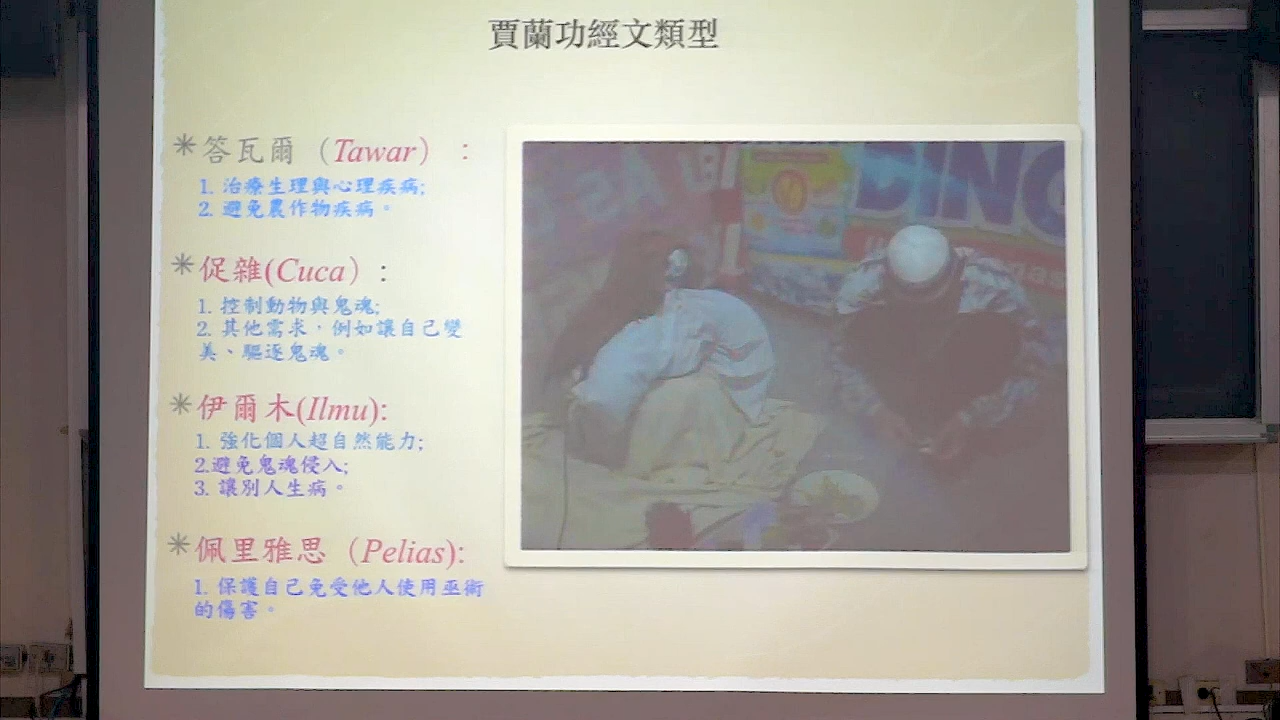 賈蘭功經文類型
答瓦爾（Tawar）：
1. 治療生理與心理疾病;
2. 避免農作物疾病。
促雜(Cuca）:
1. 控制動物與鬼魂;
2. 其他需求，例如讓自己變
美、驅逐鬼魂。
伊爾木(Ilmu):
1. 強化個人超自然能力;
2.避免鬼魂侵入;
3. 讓別人生病。
佩里雅思（Pelias):
1. 保護自己免受他人使用巫術
的傷害。
DINO